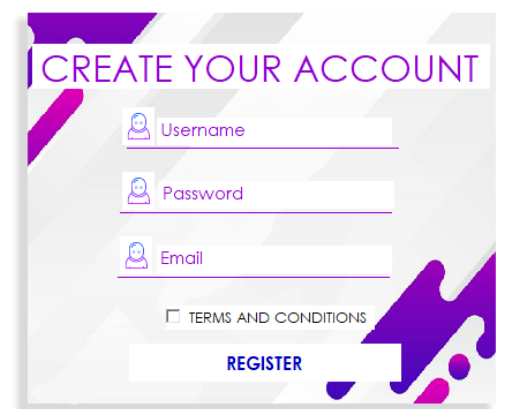 CREATE YOUR ACCOUNT
Username
Password
Email
TERMS AND CONDITIONS
REGISTER